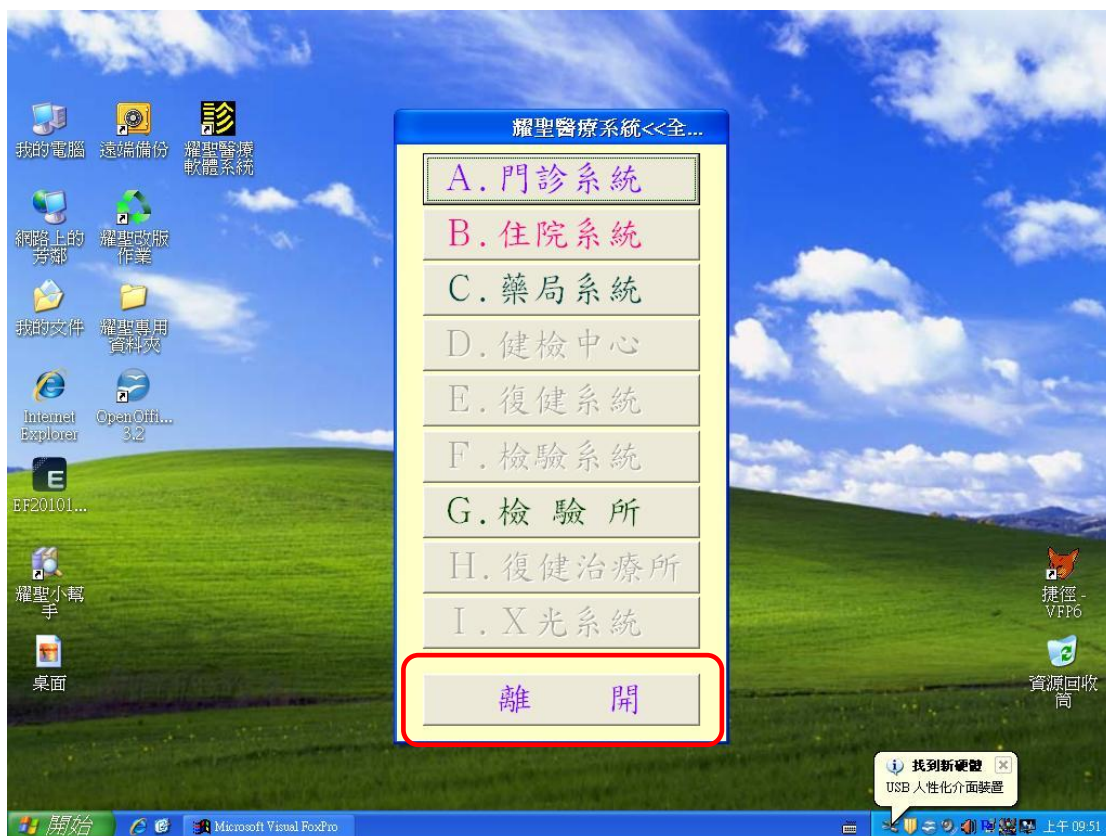 我的電腦
遠端備份
耀聖醫療
軟體系統
網路上的
芳鄰
耀聖改版
作業
我的文件
耀聖專用
資料夾
Internet
Explorer
OpenOffi...
3.2
E
EF20101...
耀聖小幫
手
桌面
診
耀聖醫療系統<<全...
A.門診系統
B.住院系統
C.藥局系統
D.健檢中心
E.復健系統
F.檢驗系統
G.檢 驗 所
H.復健治療所
I.X光系統
離 開
捷徑 -
VFP6
資源回收
筒
找到新硬體
USB 人性化介面裝置
開始
Microsoft Visual FoxPro
上午 09:51